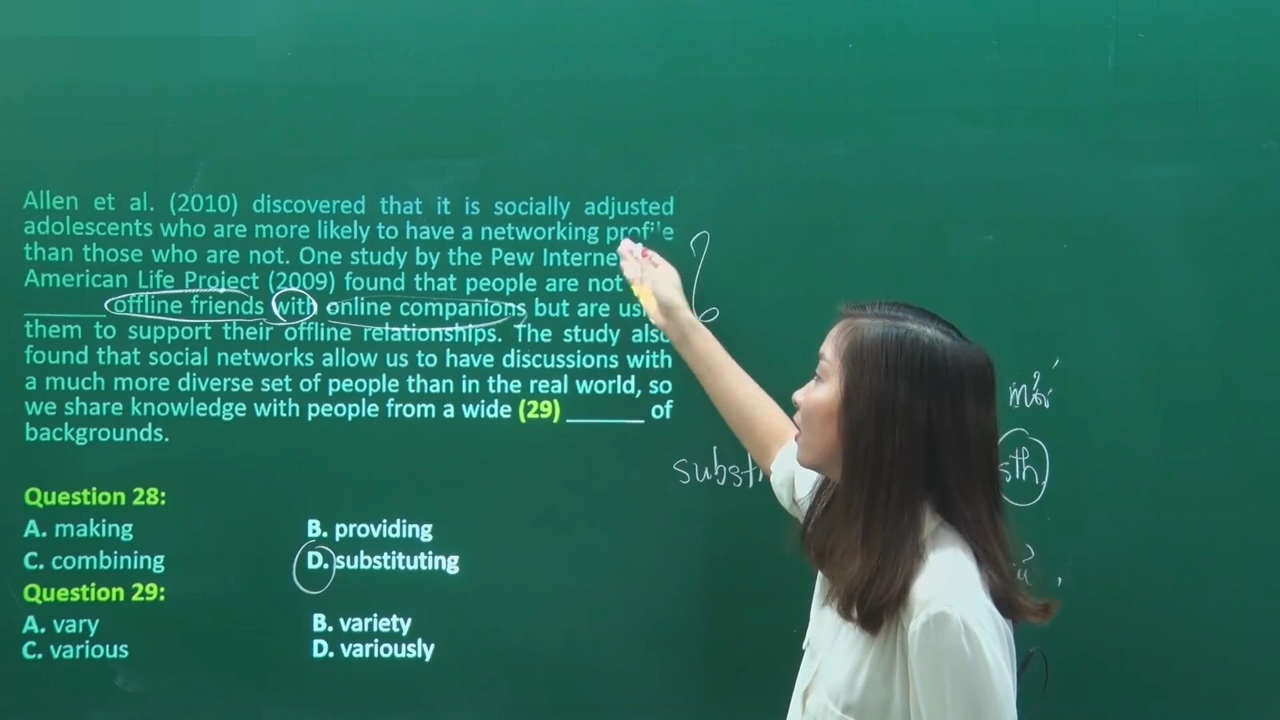 Allen et al. (2010) discovered that it is socially adjusted
adolescents who are more likely to have a networking profile
than those who are not. One study by the Pew Interne
American Life Project (2009) found that people are not
______ offline friends with online companions but are us
them to support their offline relationships. The study also
found that social networks allow us to have discussions with
a much more diverse set of people than in the real world, so
we share knowledge with people from a wide (29) ______ of
backgrounds.
Question 28:
A. making B. providing
C. combining D. substituting
Question 29:
A. vary B. variety
C. various D. variously
subst
sth